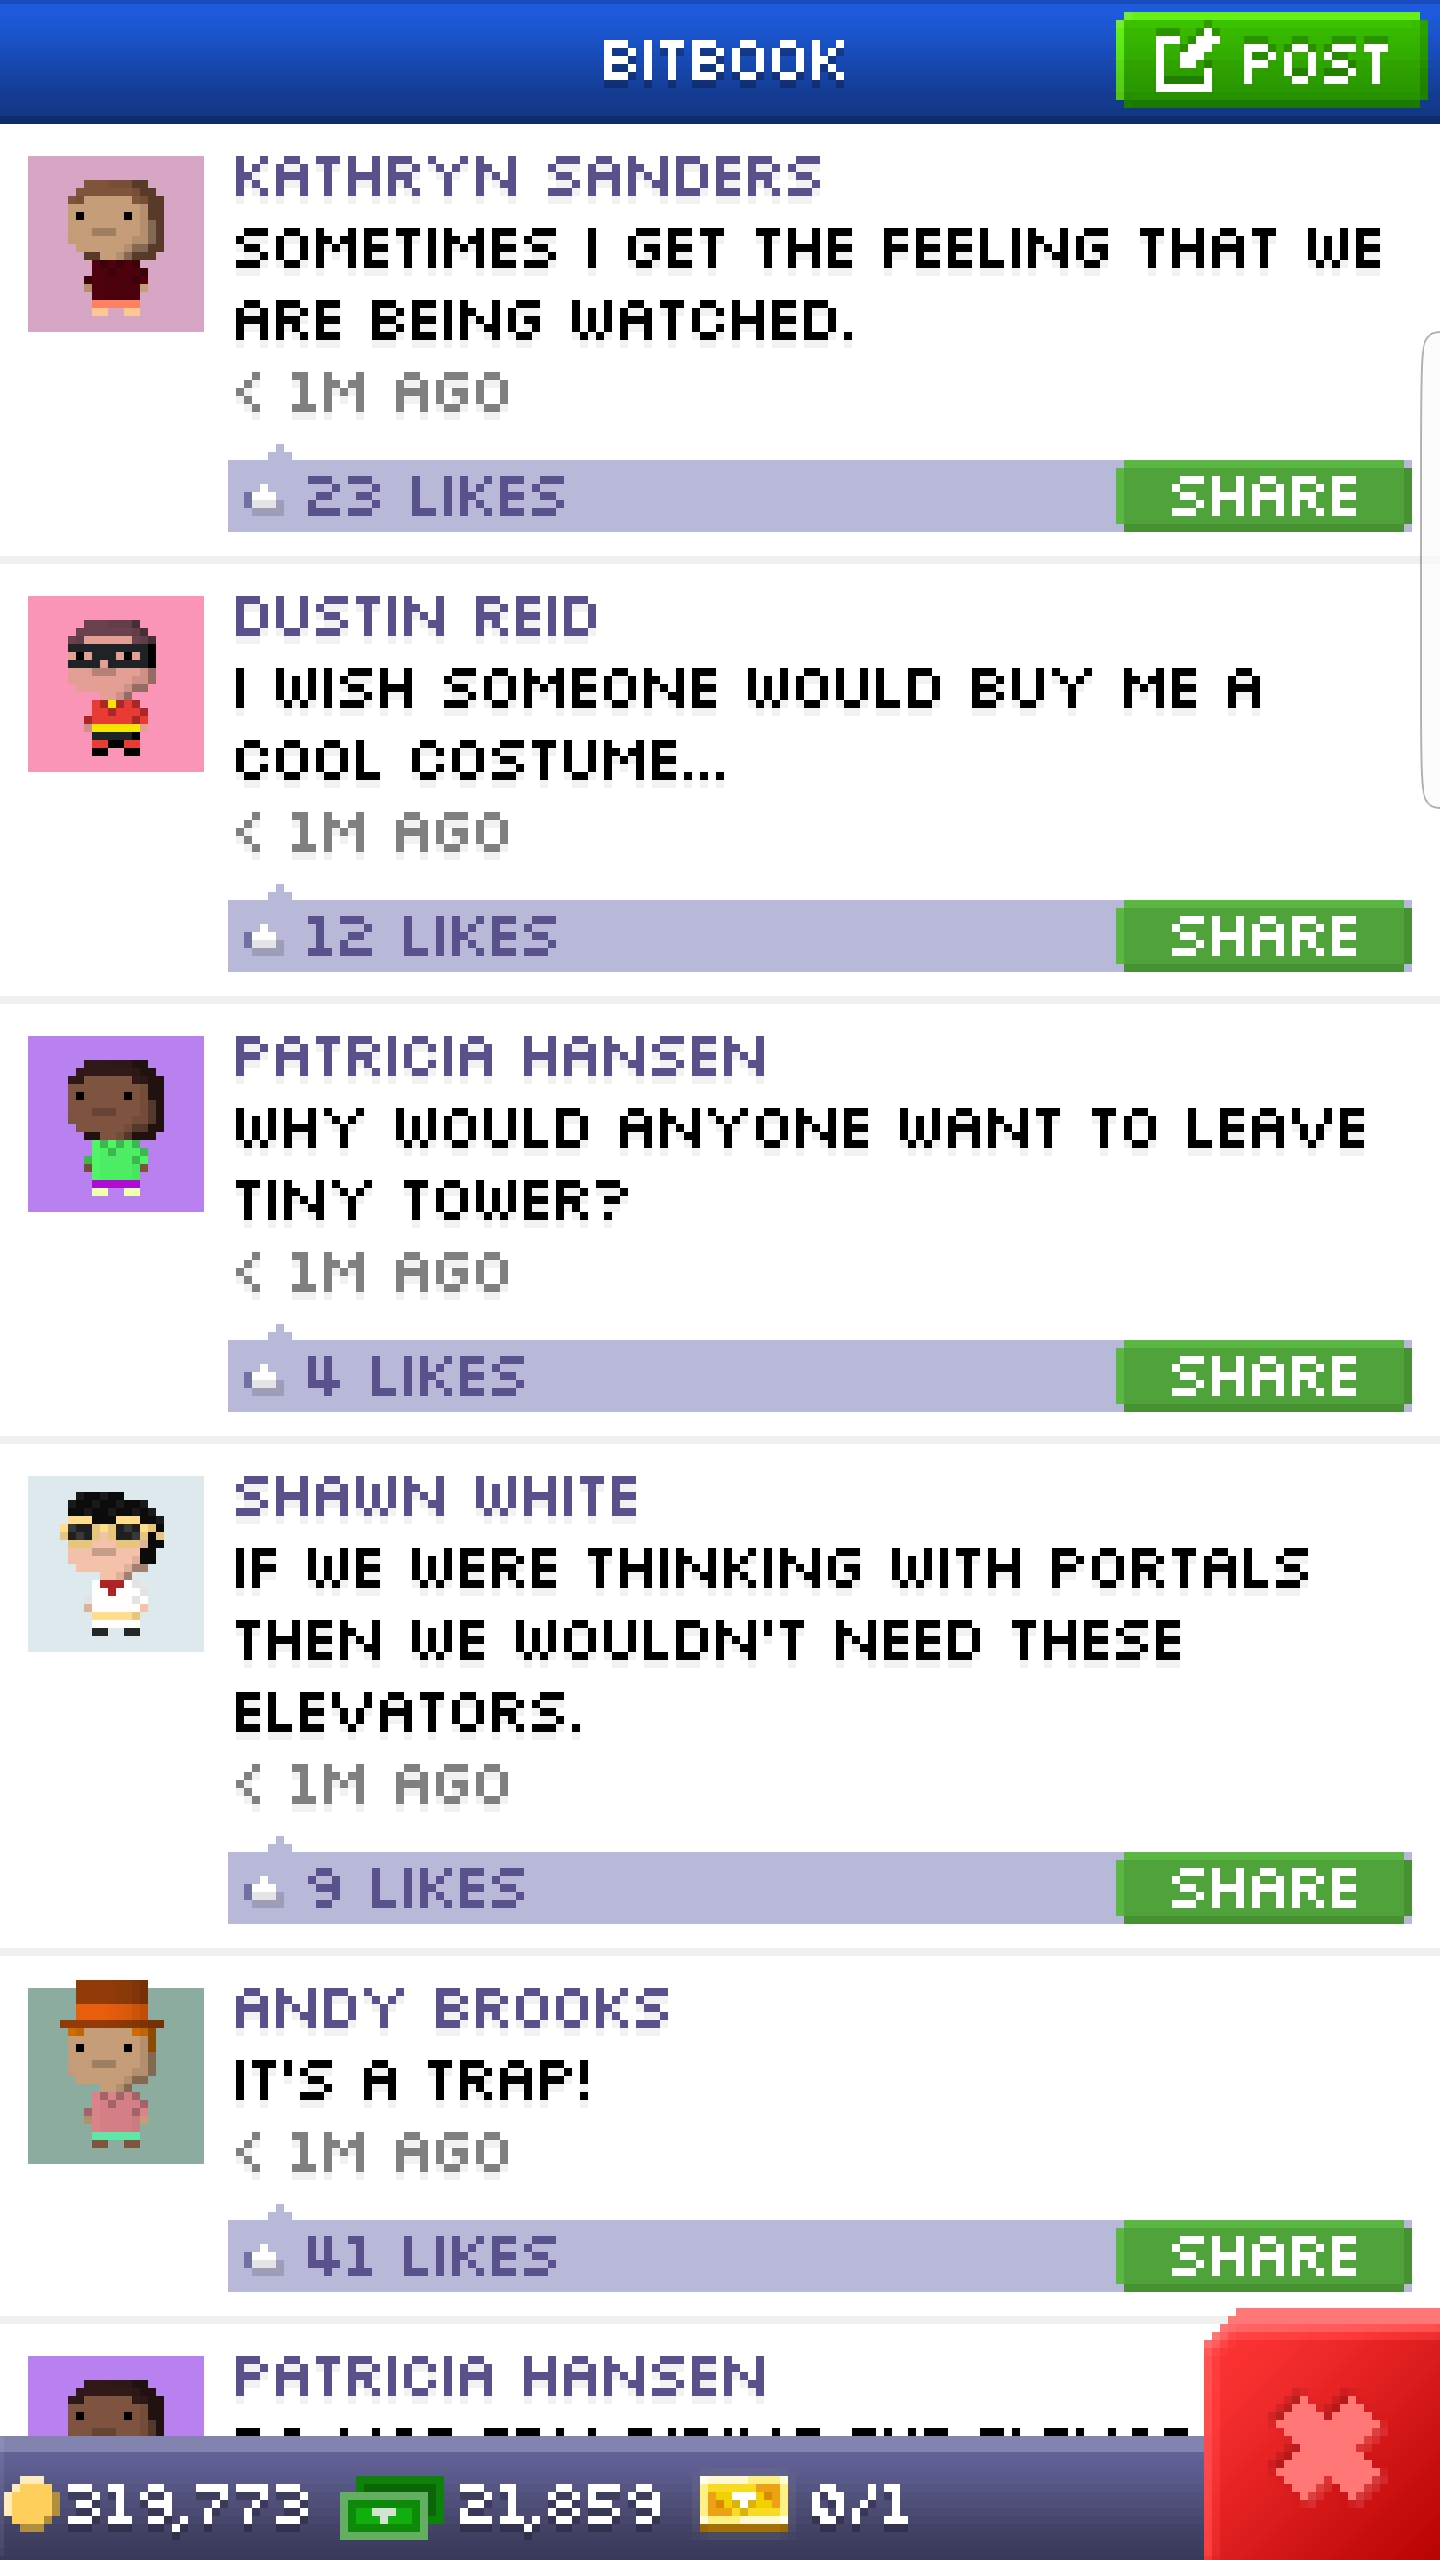 BITBOOK
POST
KATHRYN SANDERS
SOMETIMES I GET THE FEELING THAT WE
ARE BEING WATCHED.
< 1M AGO
23 LIKES
SHARE
DUSTIN REID
I WISH SOMEONE WOULD BUY ME A
COOL COSTUME...
< 1M AGO
12 LIKES
SHARE
PATRICIA HANSEN
WHY WOULD ANYONE WANT TO LEAVE
TINY TOWER?
< 1M AGO
4 LIKES
SHARE
SHAWN WHITE
IF WE WERE THINKING WITH PORTALS
THEN WE WOULDN'T NEED THESE
ELEVATORS.
< 1M AGO
9 LIKES
SHARE
ANDY BROOKS
IT'S A TRAP!
< 1M AGO
41 LIKES
SHARE
PATRICIA HANSEN
319,773 21,859 0/1